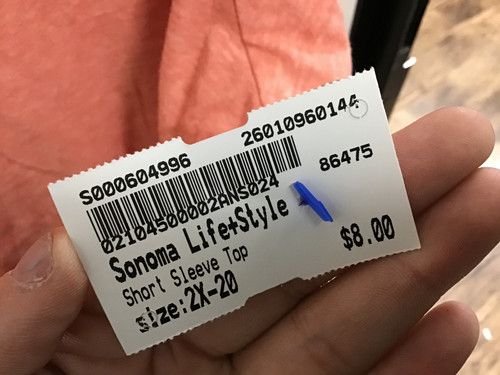 S000604996 26010960144
02104500002ANS024 86475
Sonoma Life+Style
Short Sleeve Top
size:2X-20 $8.00